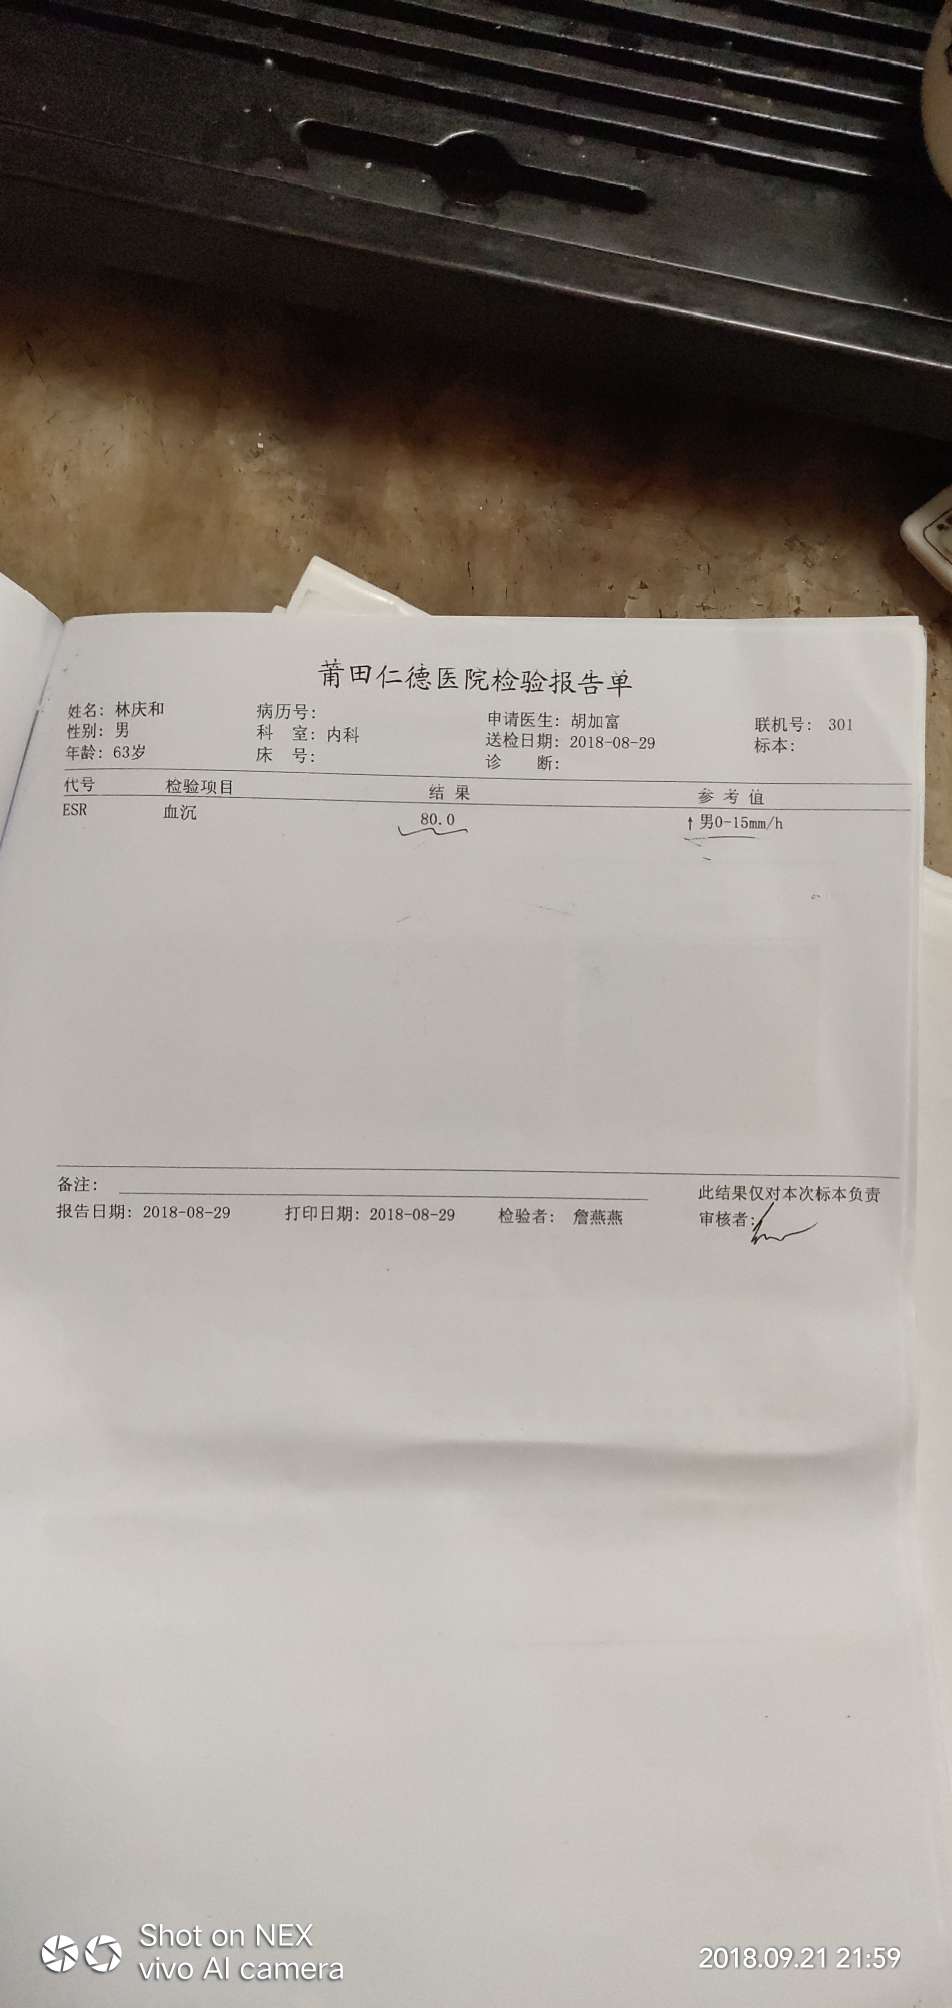 莆田仁德医院检验报告单
姓名: 林庆和 病历号: 申请医生: 胡加富 联机号: 301
性别: 男 科 室: 内科 送检日期: 2018-08-29 标本:
年龄: 63岁 床 号: 诊 断:
代号 检验项目 结 果 参 考 值
ESR 血沉 80.0 ↑男0-15mm/h
备注: 此结果仅对本次标本负责
报告日期: 2018-08-29 打印日期: 2018-08-29 检验者: 詹燕燕 审核者:
Shot on NEX
vivo AI camera
2018.09.21 21:59